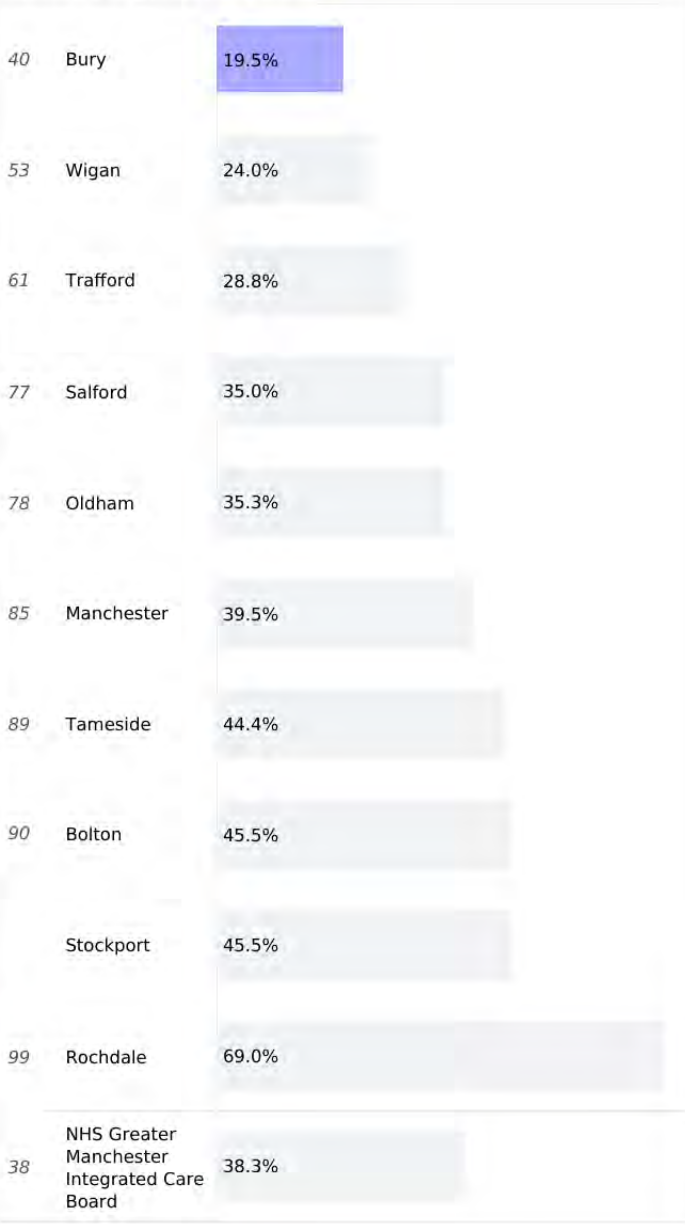 40 Bury 19.5%
53 Wigan 24.0%
61 Trafford 28.8%
77 Salford 35.0%
78 Oldham 35.3%
85 Manchester 39.5%
89 Tameside 44.4%
90 Bolton 45.5%
Stockport 45.5%
99 Rochdale 69.0%
NHS Greater
Manchester
38 Integrated Care 38.3%
Board